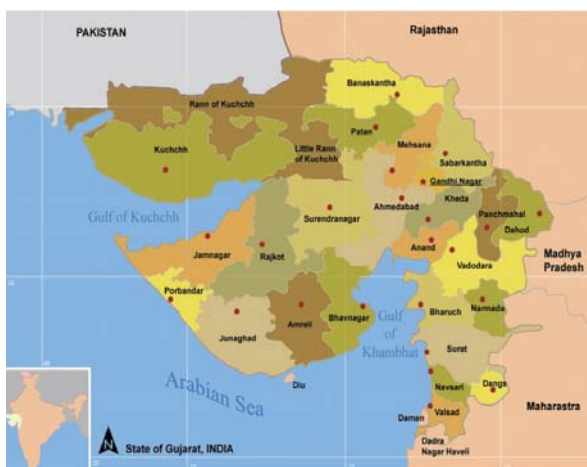 PAKISTAN
Rajasthan
Banaskantha
Rann of Kuchchh
Patan
Mehsana
Kuchchh
Little Rann
of Kuchchh
Sabarkantha
Gandhi Nagar
Ahmedabad
Kheda
Panchmahal
Surendranagar
Gulf of Kuchchh
Dahod
Anand
Jamnagar
Rajkot
Vadodara
Madhya
Pradesh
Porbandar
Narmada
Bharuch
Junaghad
Amreli
Bhavnagar
Gulf
of
Khambhat
Surat
Arabian Sea
Diu
Navsari
Dangs
Maharastra
Daman
Valsad
Dadra
Nagar Haveli
N
State of Gujarat, INDIA